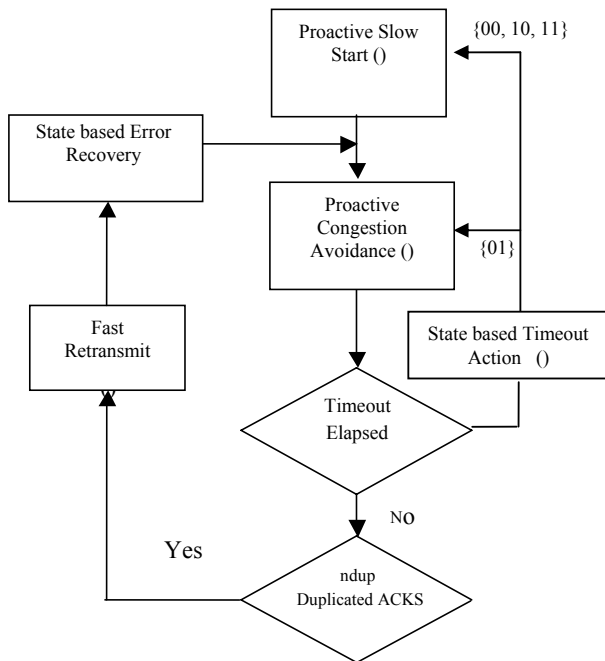 Proactive Slow
Start ()
{00, 10, 11}
State based Error
Recovery
Proactive
Congestion
Avoidance ()
{01}
Fast
Retransmit
State based Timeout
Action ()
Timeout
Elapsed
No
Yes
ndup
Duplicated ACKS